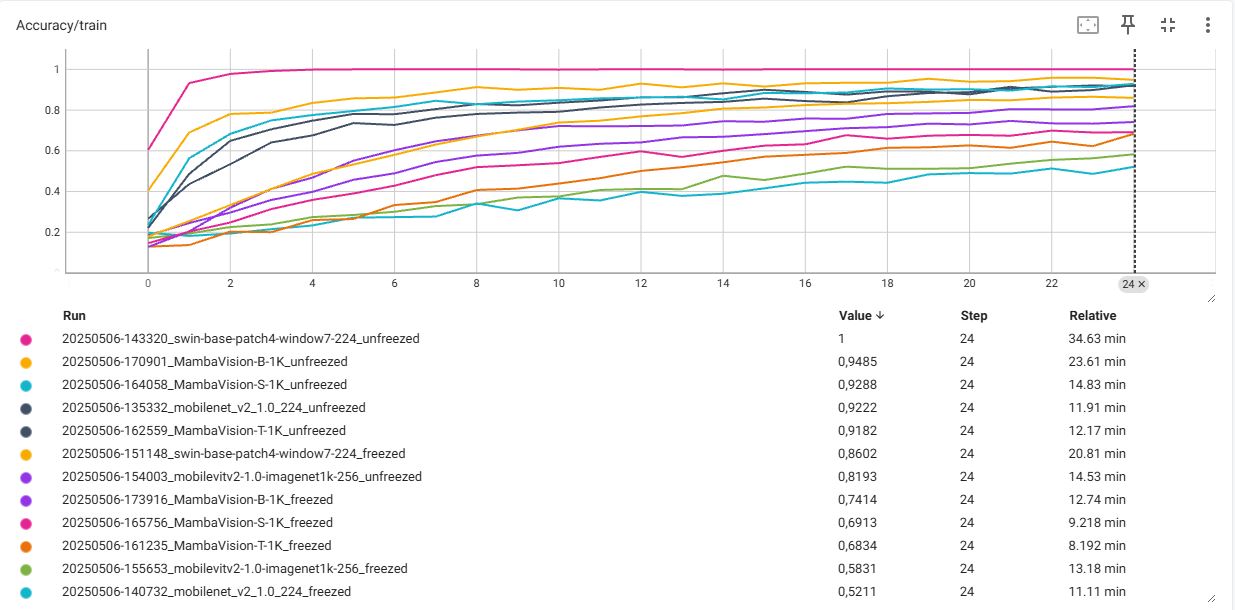 Accuracy/train
1
0.8
0.6
0.4
0.2
0 2 4 6 8 10 12 14 16 18 20 22 24 ×
Run Value ↓ Step Relative
20250506-143320_swin-base-patch4-window7-224_unfreezed 1 24 34.63 min
20250506-170901_MambaVision-B-1K_unfreezed 0,9485 24 23.61 min
20250506-164058_MambaVision-S-1K_unfreezed 0,9288 24 14.83 min
20250506-135332_mobilenet_v2_1.0_224_unfreezed 0,9222 24 11.91 min
20250506-162559_MambaVision-T-1K_unfreezed 0,9182 24 12.17 min
20250506-151148_swin-base-patch4-window7-224_freezed 0,8602 24 20.81 min
20250506-154003_mobilevitv2-1.0-imagenet1k-256_unfreezed 0,8193 24 14.53 min
20250506-173916_MambaVision-B-1K_freezed 0,7414 24 12.74 min
20250506-165756_MambaVision-S-1K_freezed 0,6913 24 9.218 min
20250506-161235_MambaVision-T-1K_freezed 0,6834 24 8.192 min
20250506-155653_mobilevitv2-1.0-imagenet1k-256_freezed 0,5831 24 13.18 min
20250506-140732_mobilenet_v2_1.0_224_freezed 0,5211 24 11.11 min